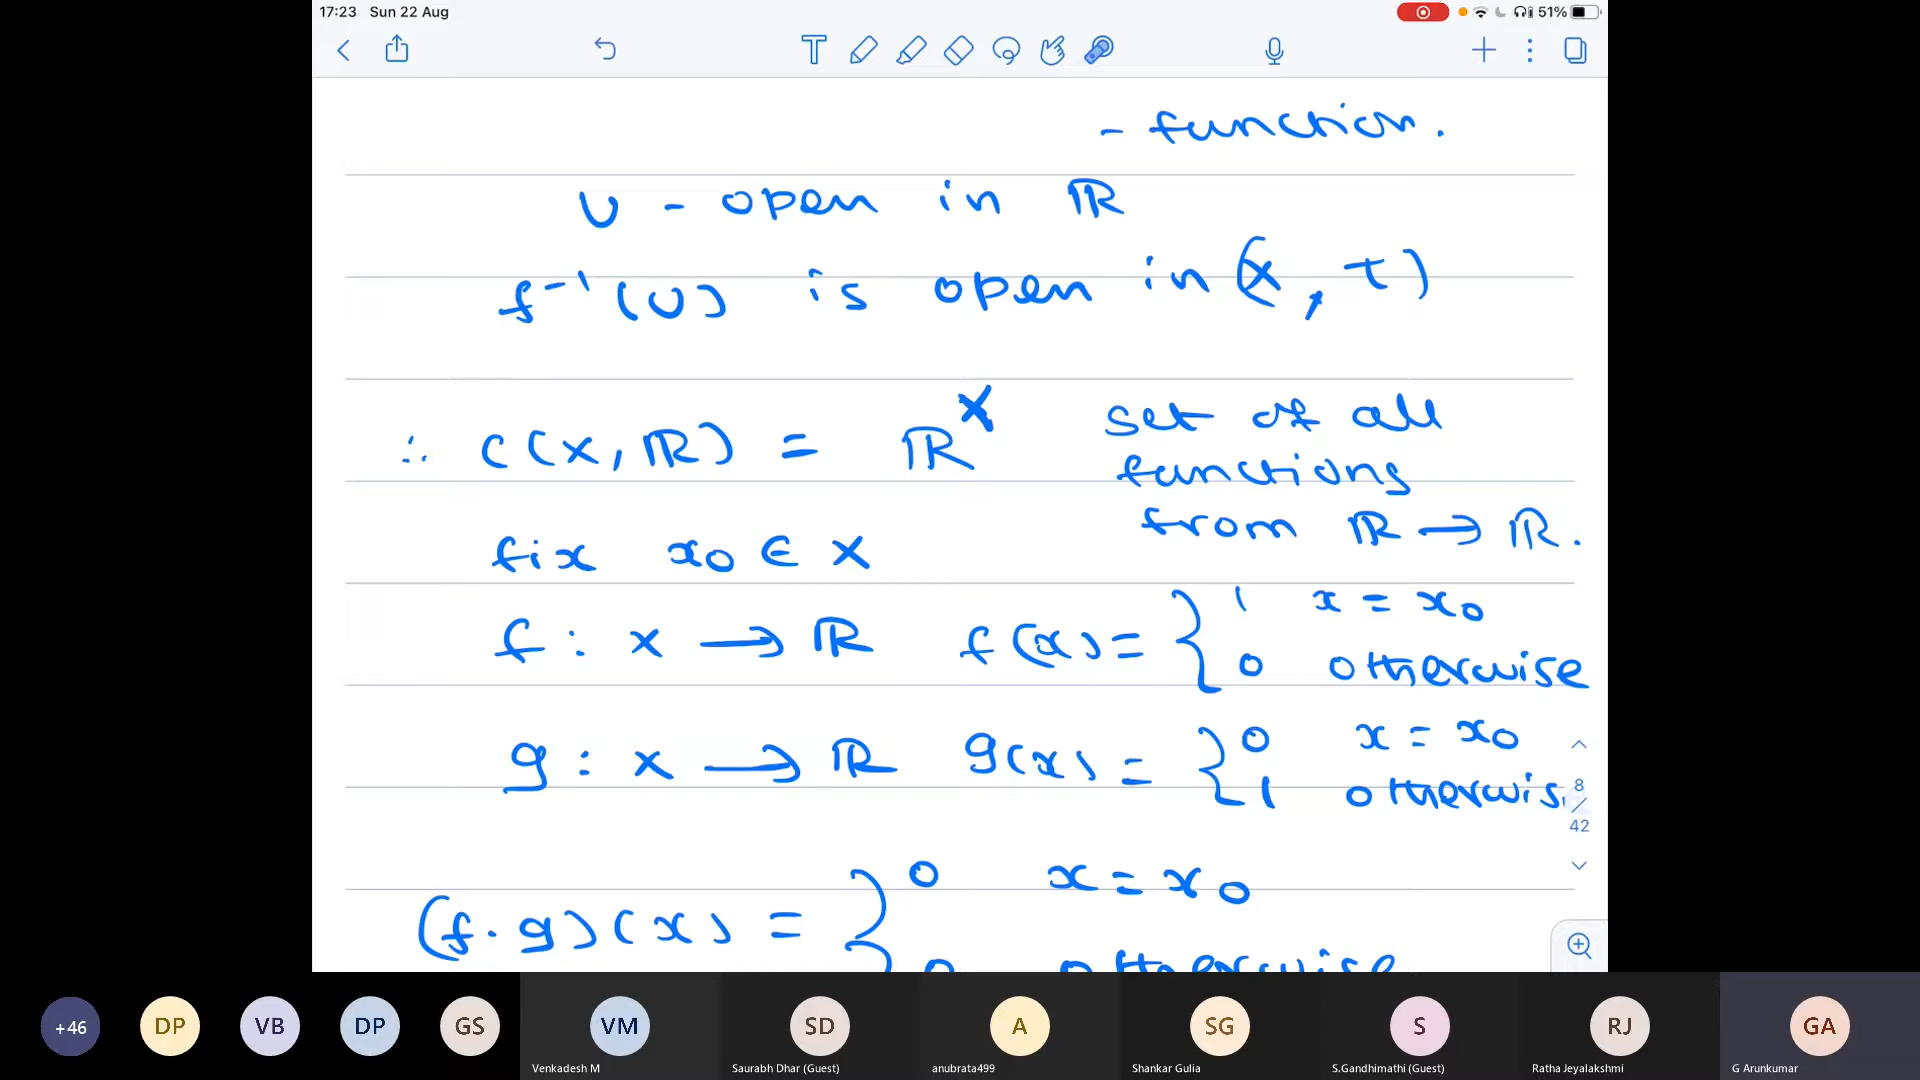 17:23 Sun 22 Aug
51%
- function.
U - open in ℝ
f⁻¹(U) is open in (X, τ)
∴ C(X, ℝ) = ℝˣ set of all
functions
from ℝ → ℝ.
fix x₀ ∈ X
f : X → ℝ f(x) = { 1 x = x₀
0 otherwise
g : X → ℝ g(x) = { 0 x = x₀
1 otherwis
8
/
42
(f·g)(x) = { 0 x = x₀
0 otherwise
+46 DP VB DP GS VM SD A SG S RJ GA
Venkadesh M Saurabh Dhar (Guest) anubrata499 Shankar Gulia S.Gandhimathi (Guest) Ratha Jeyalakshmi G Arunkumar